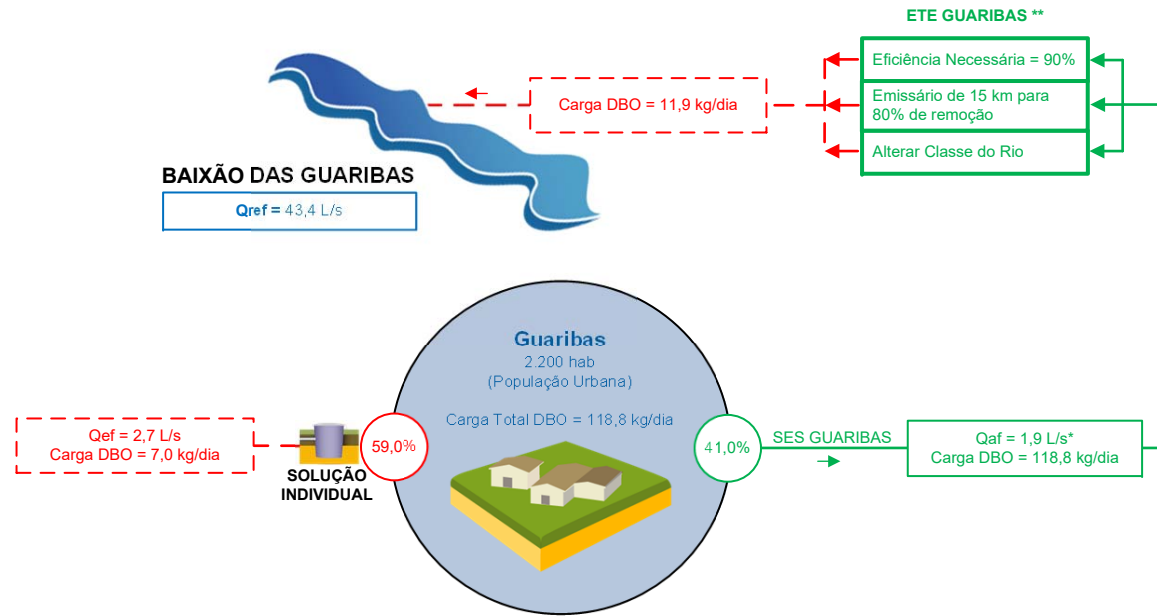 ETE GUARIBAS **
Eficiência Necessária = 90%
Emissário de 15 km para
80% de remoção
Alterar Classe do Rio
Carga DBO = 11,9 kg/dia
BAIXÃO DAS GUARIBAS
Qref = 43,4 L/s
Guaribas
2.200 hab
(População Urbana)
Carga Total DBO = 118,8 kg/dia
Qef = 2,7 L/s
Carga DBO = 7,0 kg/dia
SOLUÇÃO
INDIVIDUAL
59,0%
41,0%
SES GUARIBAS
Qaf = 1,9 L/s*
Carga DBO = 118,8 kg/dia